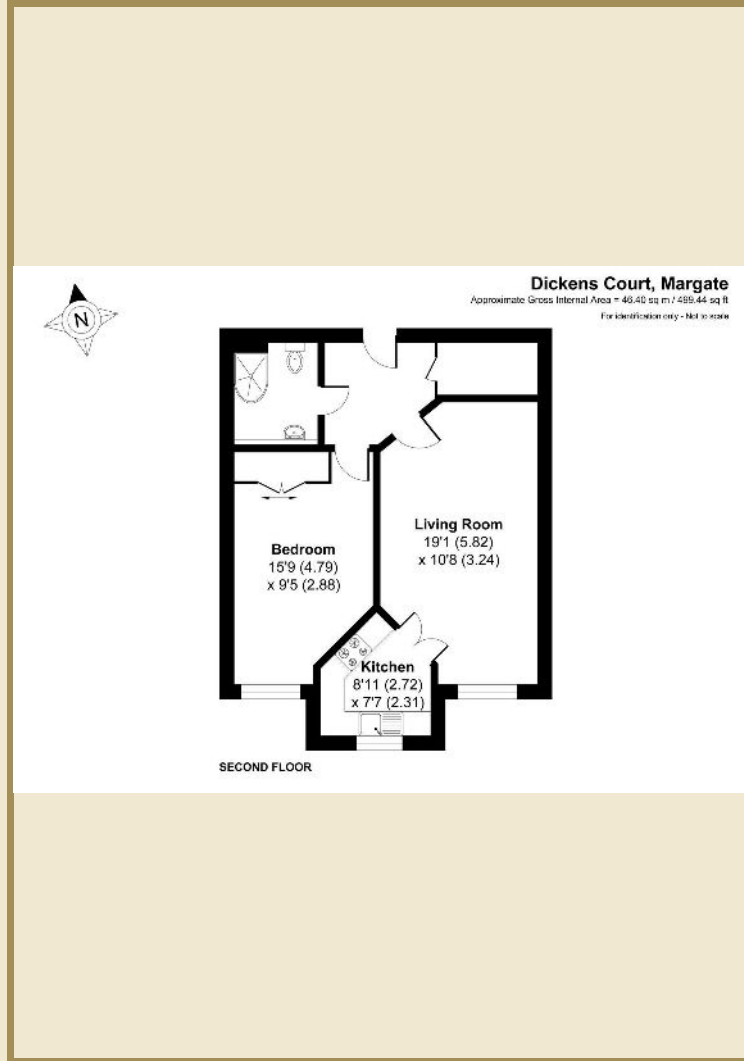 Dickens Court, Margate
Approximate Gross Internal Area = 46.40 sq m / 499.44 sq ft
For identification only - Not to scale
N
Living Room
19'1 (5.82)
x 10'8 (3.24)
Bedroom
15'9 (4.79)
x 9'5 (2.88)
Kitchen
8'11 (2.72)
x 7'7 (2.31)
SECOND FLOOR